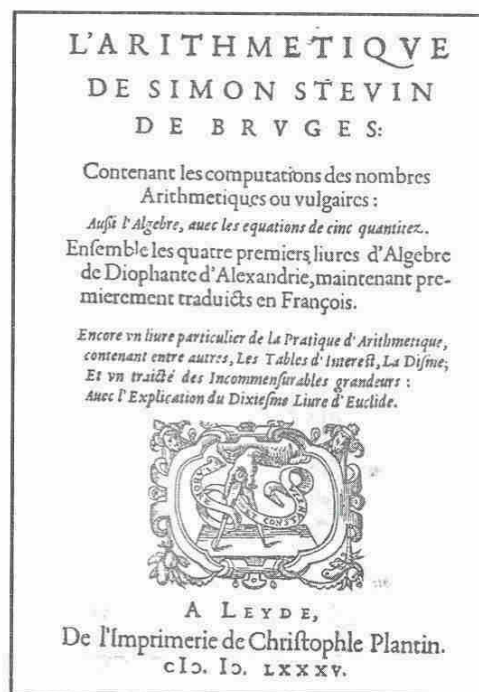 L'ARITHMETIQVE
DE SIMON STEVIN
DE BRVGES:
Contenant les computations des nombres
Arithmetiques ou vulgaires :
Auſsi l'Algebre, auec les equations de cinc quantitez.
Enſemble les quatre premiers liures d'Algebre
de Diophante d'Alexandrie, maintenant pre-
mierement traduicts en François.
Encore vn liure particulier de la Pratique d'Arithmetique,
contenant entre autres, Les Tables d'Intereſt, La Diſme;
Et vn traicté des Incommenſurables grandeurs :
Auec l'Explication du Dixieſme Liure d'Euclide.
A LEYDE,
De l'Imprimerie de Chriſtophle Plantin.
cIↄ. Iↄ. LXXXV.